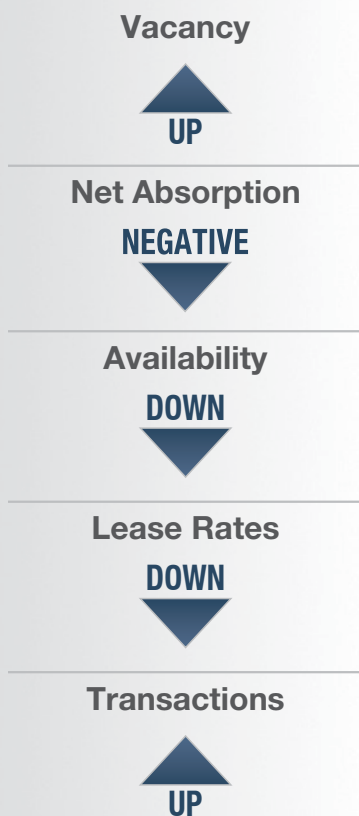 Vacancy
UP
Net Absorption
NEGATIVE
Availability
DOWN
Lease Rates
DOWN
Transactions
UP